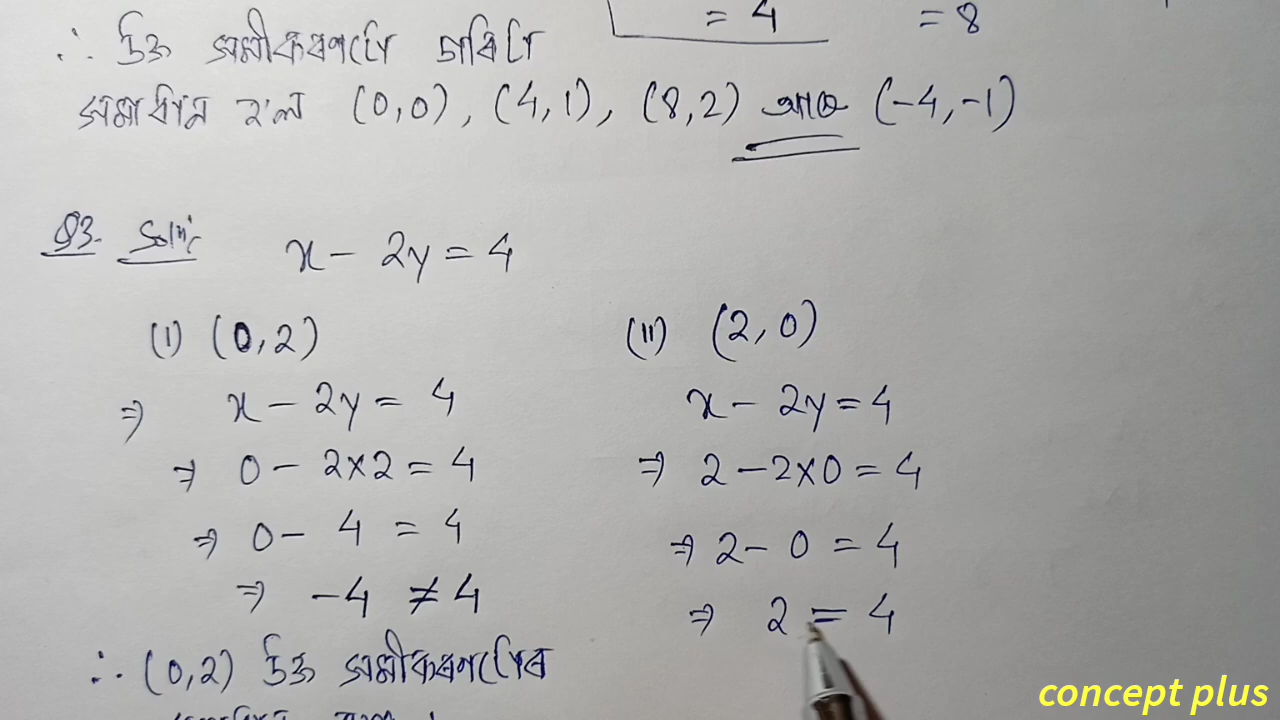 = 4 = 8
∴ উক্ত সমীকৰণটোৰ চাৰিটা
সমাধান হ'ল (0,0), (4,1), (8,2) আৰু (-4,-1)
Q3. Solⁿ: x - 2y = 4
(i) (0,2)
⇒ x - 2y = 4
⇒ 0 - 2×2 = 4
⇒ 0 - 4 = 4
⇒ -4 ≠ 4
∴ (0,2) উক্ত সমীকৰণটোৰ
(ii) (2,0)
x - 2y = 4
⇒ 2 - 2×0 = 4
⇒ 2 - 0 = 4
⇒ 2 = 4
concept plus